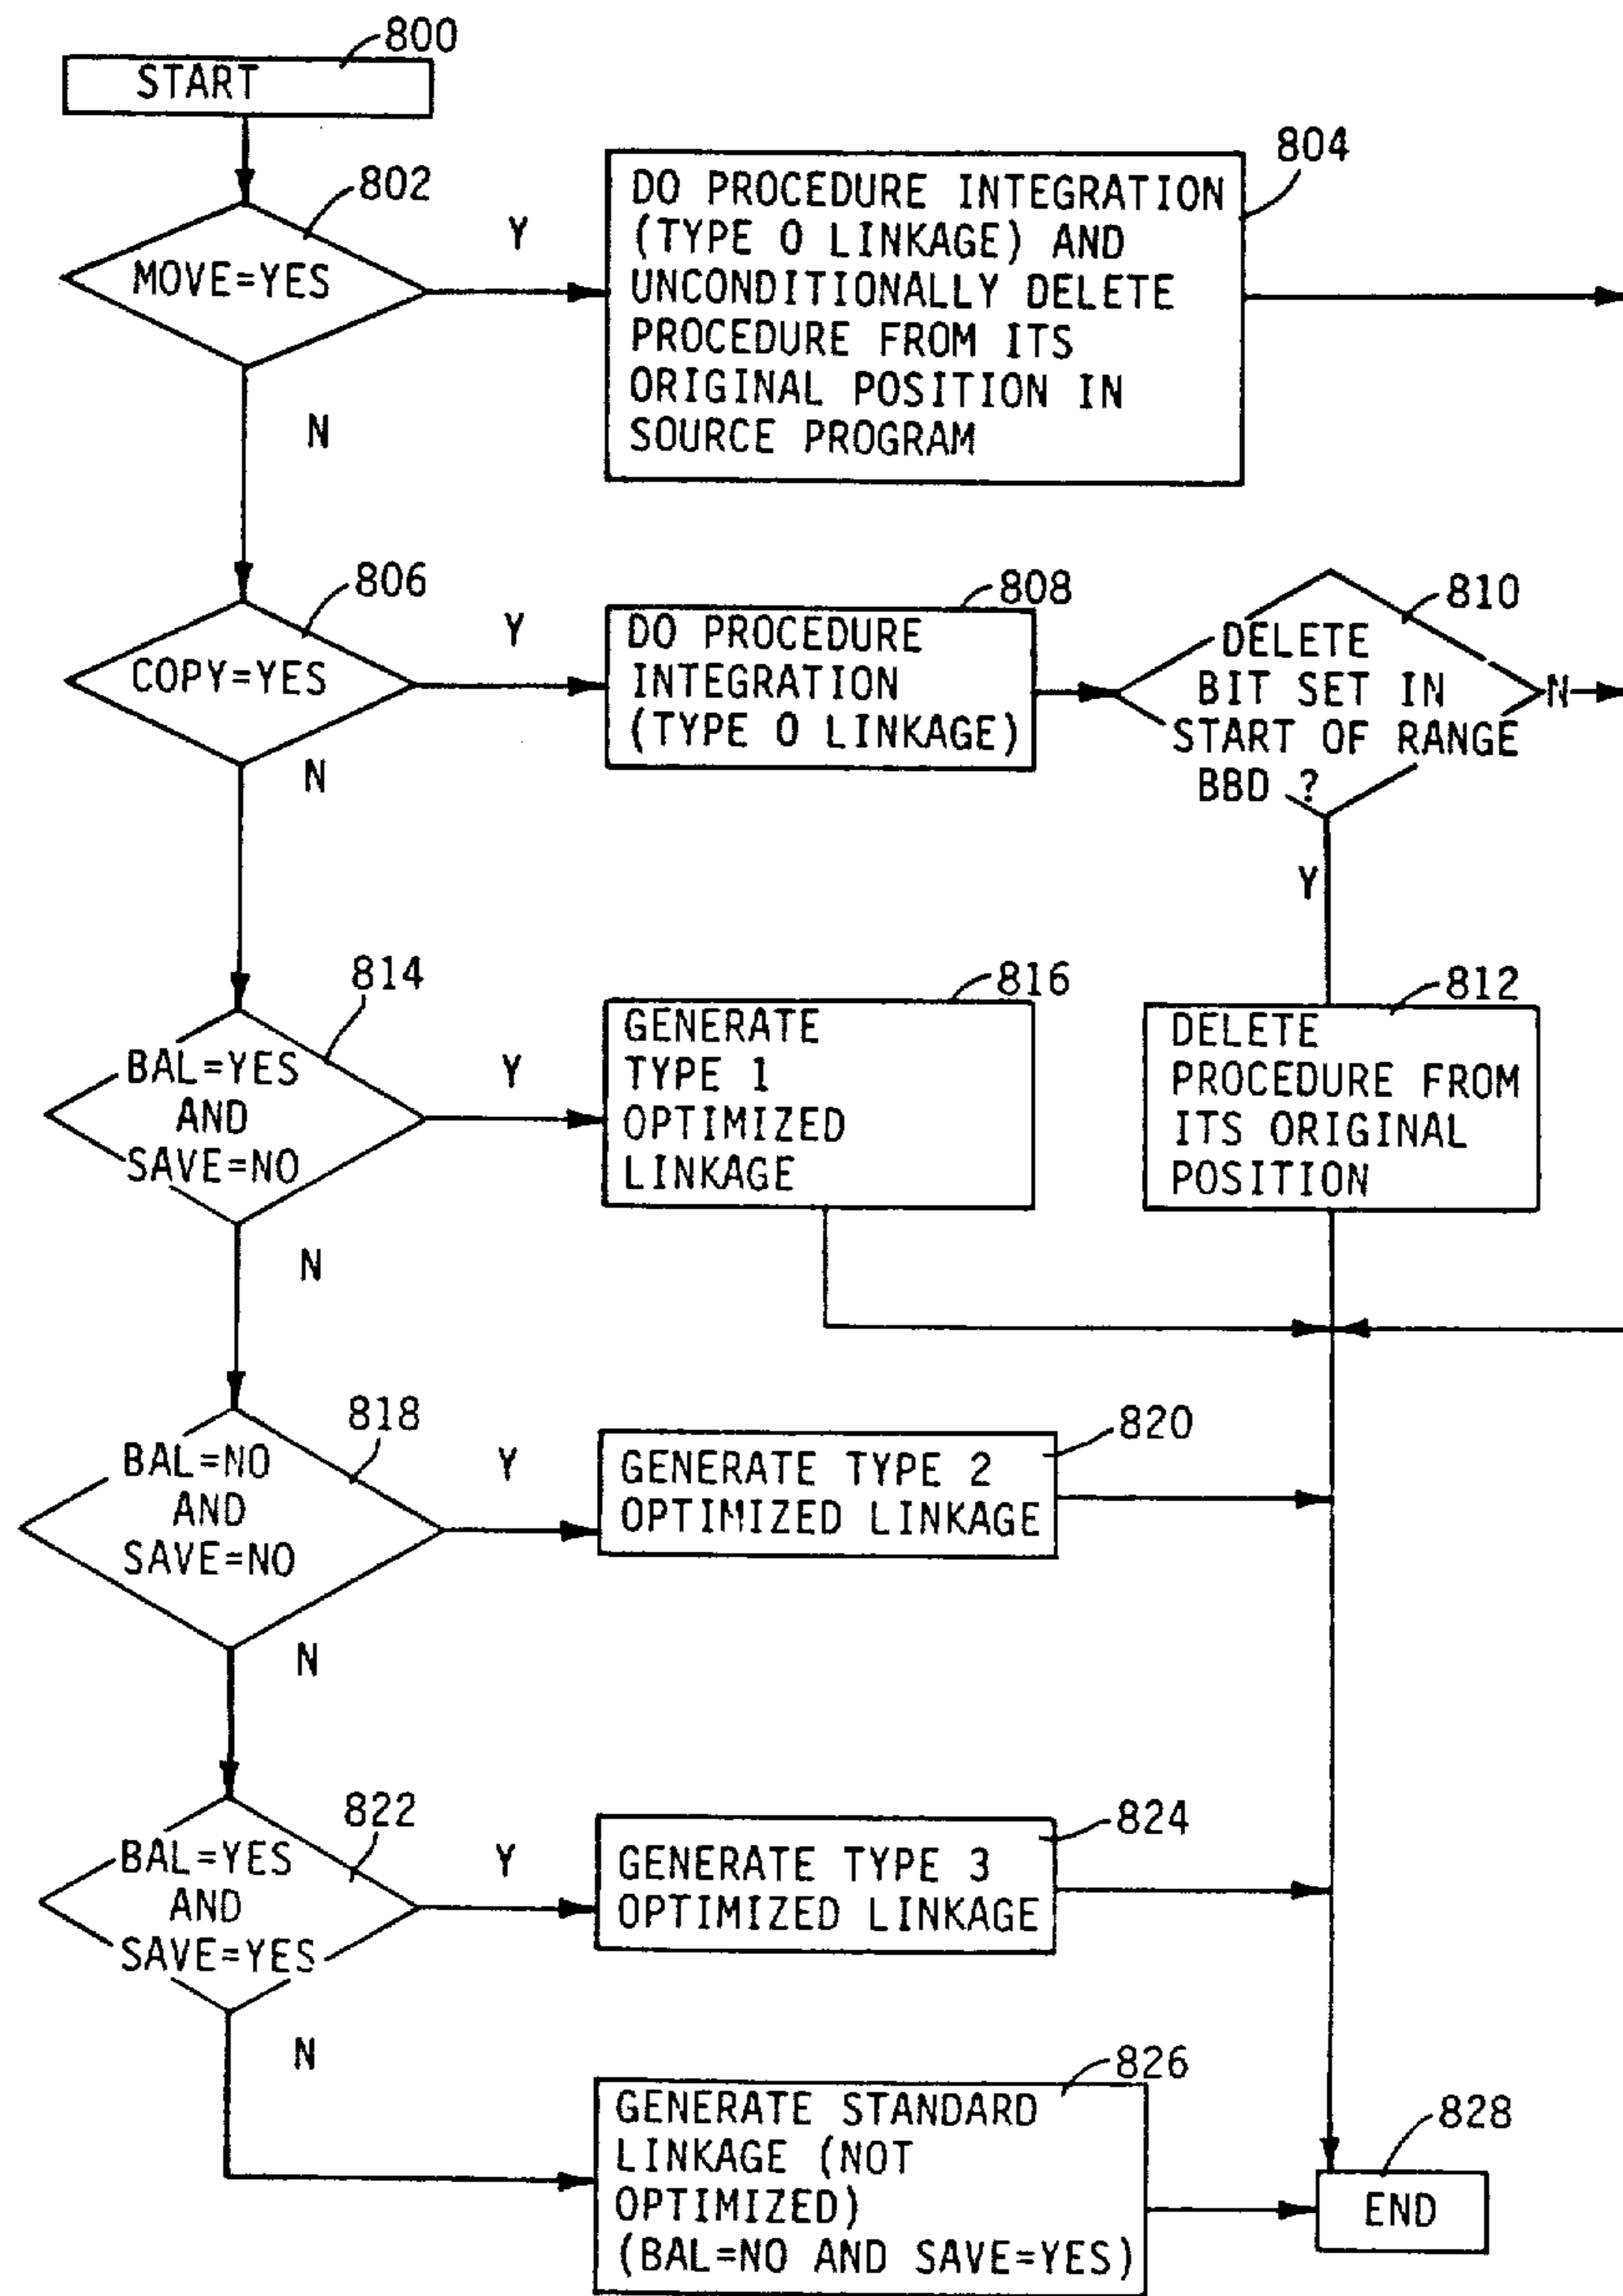 800
START
802
MOVE=YES
Y
N
804
DO PROCEDURE INTEGRATION
(TYPE 0 LINKAGE) AND
UNCONDITIONALLY DELETE
PROCEDURE FROM ITS
ORIGINAL POSITION IN
SOURCE PROGRAM
806
COPY=YES
Y
N
808
DO PROCEDURE
INTEGRATION
(TYPE 0 LINKAGE)
810
DELETE
BIT SET IN
START OF RANGE
BBD ?
N
Y
812
DELETE
PROCEDURE FROM
ITS ORIGINAL
POSITION
814
BAL=YES
AND
SAVE=NO
Y
N
816
GENERATE
TYPE 1
OPTIMIZED
LINKAGE
818
BAL=NO
AND
SAVE=NO
Y
N
820
GENERATE TYPE 2
OPTIMIZED LINKAGE
822
BAL=YES
AND
SAVE=YES
Y
N
824
GENERATE TYPE 3
OPTIMIZED LINKAGE
826
GENERATE STANDARD
LINKAGE (NOT
OPTIMIZED)
(BAL=NO AND SAVE=YES)
828
END